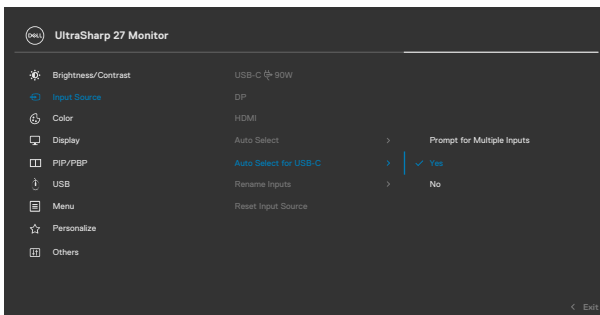 DELL
UltraSharp 27 Monitor
Brightness/Contrast
Input Source
Color
Display
PIP/PBP
USB
Menu
Personalize
Others
USB-C 90W
DP
HDMI
Auto Select >
Auto Select for USB-C >
Rename Inputs >
Reset Input Source
Prompt for Multiple Inputs
✓ Yes
No
< Exit